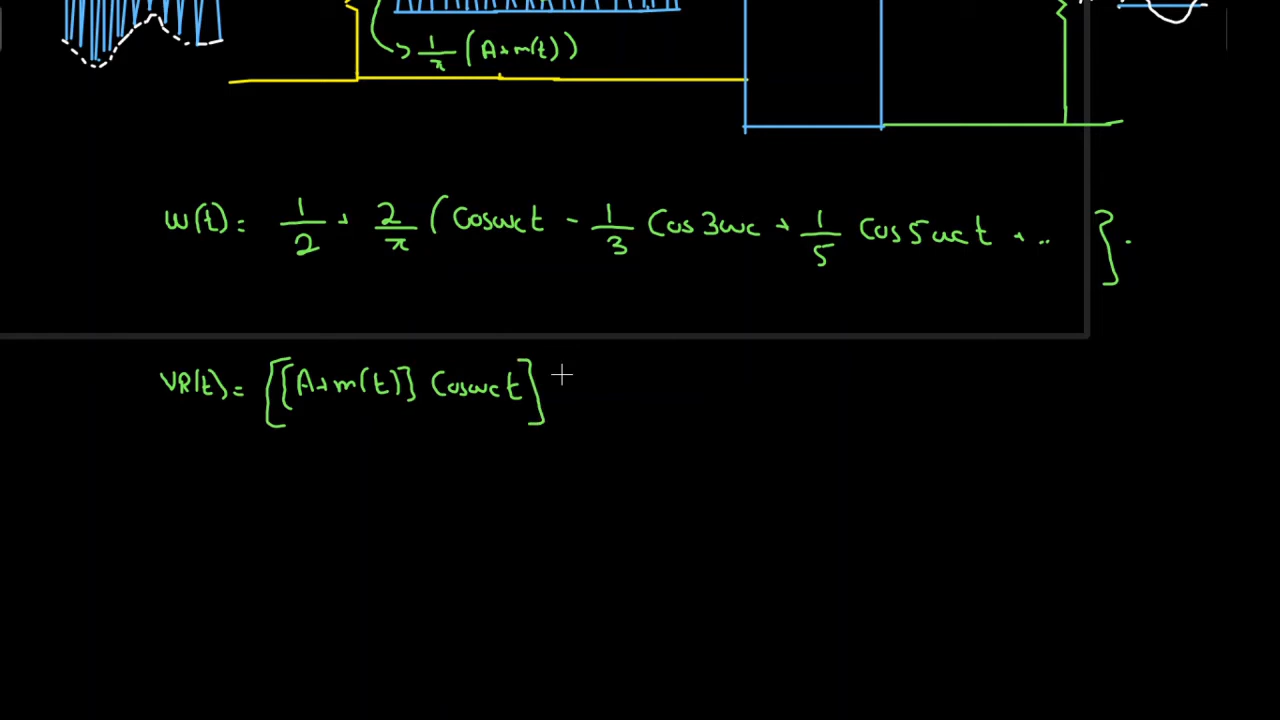 1/π (A+m(t))
w(t) = 1/2 + 2/π (Cosωct - 1/3 Cos3ωc + 1/5 Cos5ωct + .. }.
VR(t) = [[A+m(t)] Cosωct]